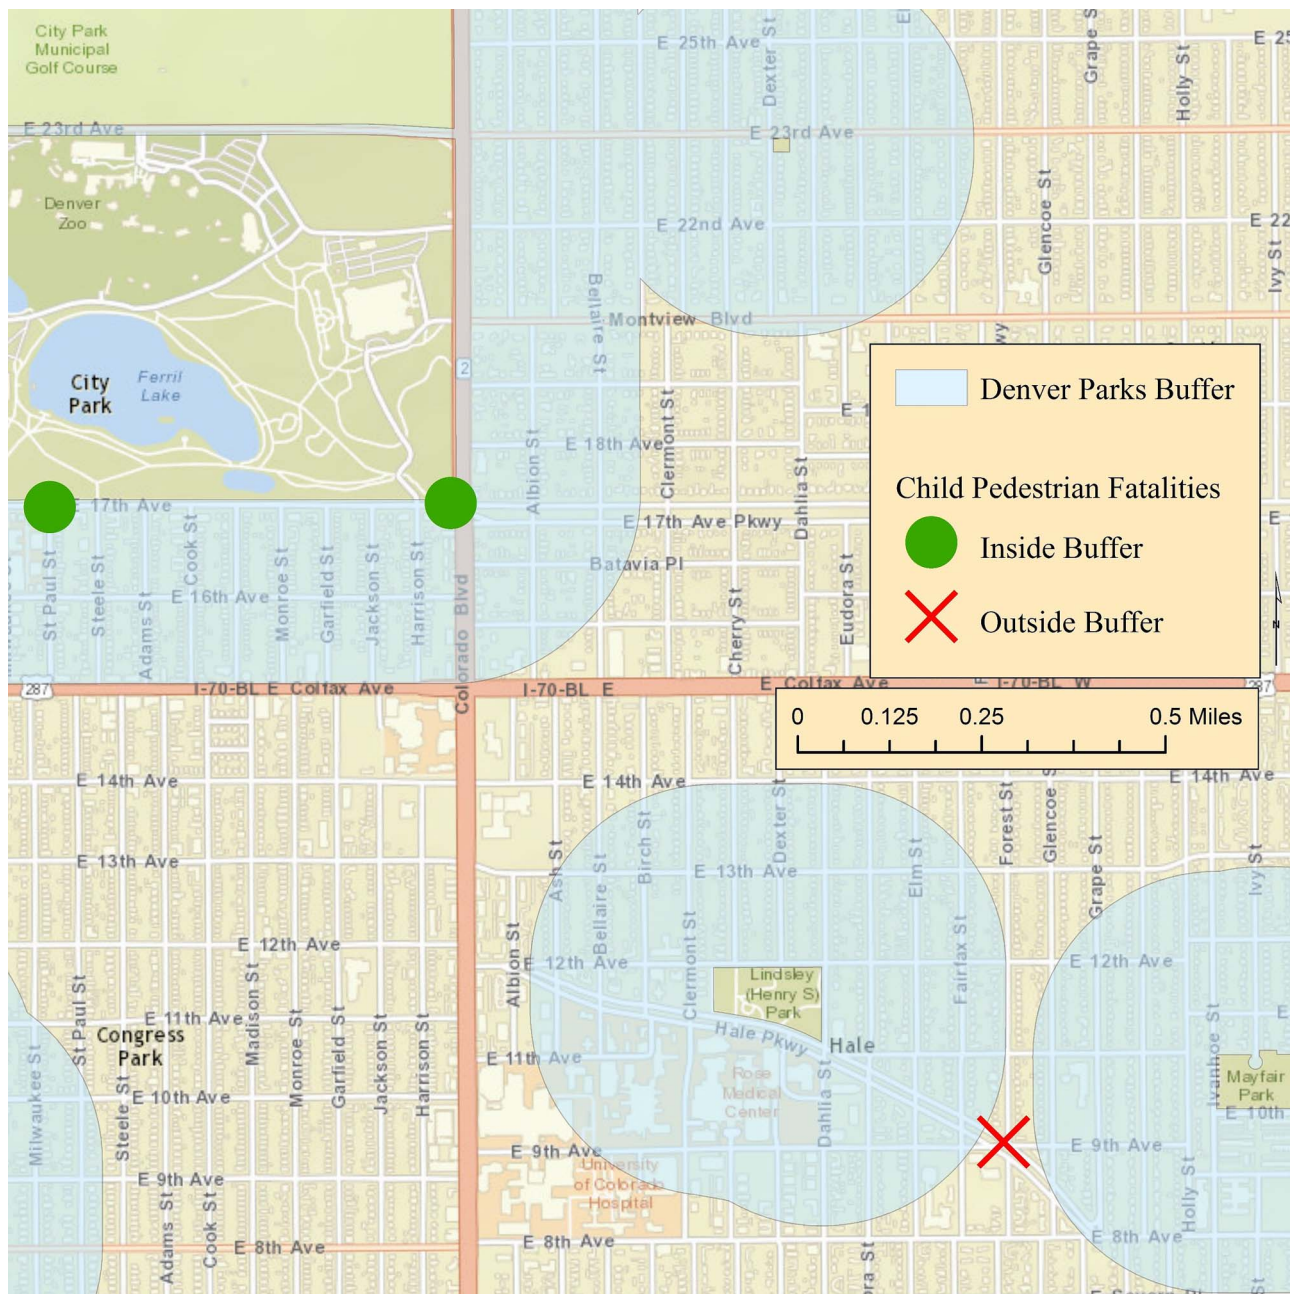 City Park
Municipal
Golf Course
E 25th Ave
Dexter St
Grape S
Holly St
E 25
E 23rd Ave
E 23rd Ave
Denver
Zoo
E 22nd Ave
Glencoe St
E 22
Ivy St
Bellaire St
Montview Blvd
wy
2
City
Park
Ferril
Lake
Denver Parks Buffer
Clermont St
E 1
Albion St
E 18th Ave
Dahlia St
Child Pedestrian Fatalities
E 17th Ave
E 17th Ave Pkwy
E
Inside Buffer
Cook St
Batavia Pl
St Paul St
Steele St
Adams St
E 16th Ave
Monroe St
Garfield St
Jackson St
Harrison St
Colorado Blvd
Cherry St
Eudora St
Outside Buffer
N
287
I-70-BL E Colfax Ave
I-70-BL E
E Colfax Ave
I-70-BL W
287
0 0.125 0.25 0.5 Miles
E 14th Ave
E 14th Ave
E 14th Ave
Dexter St
Forest St
Glencoe S
E 13th Ave
Ash St
Birch St
E 13th Ave
Elm St
Grape St
Ivy St
Bellaire St
E 12th Ave
Albion St
E 12th Ave
Clermont St
Lindsley
(Henry S)
Park
Fairfax St
E 12th Ave
St Paul St
E 11th Ave
Madison St
Monroe St
Garfield St
Jackson St
Harrison St
Congress
Park
Hale Pkwy
Hale
E 11th Ave
E
Ivanhoe St
Milwaukee St
Steele St
E 10th Ave
Rose
Medical
Center
Dahlia St
Mayfair
Park
E 10th
E 9th Ave
E 9th Ave
E 9th Ave
University
of Colorado
Hospital
Adams St
Cook St
Holly St
E 8th Ave
E 8th Ave
E 8th Ave
ora St
St